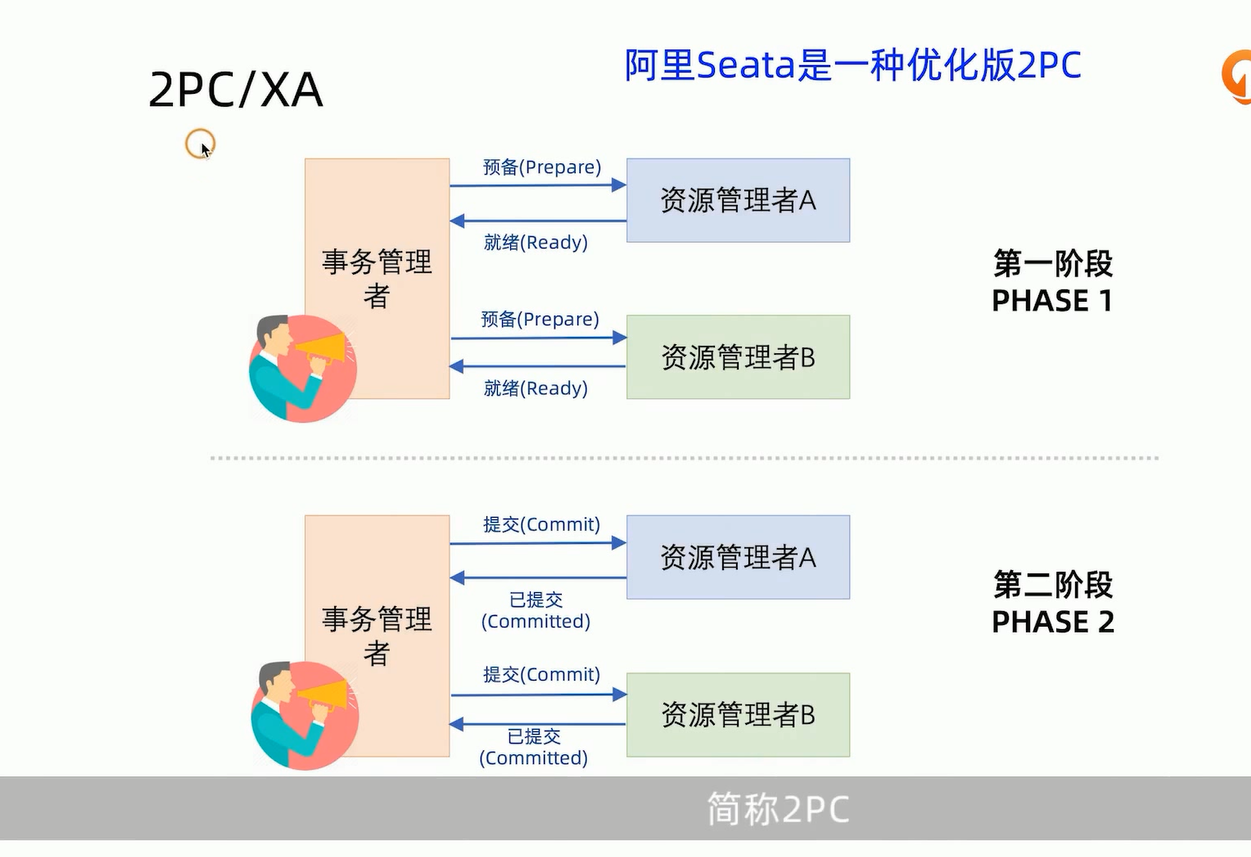 2PC/XA
阿里Seata是一种优化版2PC
事务管理
者
预备(Prepare)
就绪(Ready)
资源管理者A
预备(Prepare)
就绪(Ready)
资源管理者B
第一阶段
PHASE 1
事务管理
者
提交(Commit)
已提交
(Committed)
资源管理者A
提交(Commit)
已提交
(Committed)
资源管理者B
第二阶段
PHASE 2
简称2PC